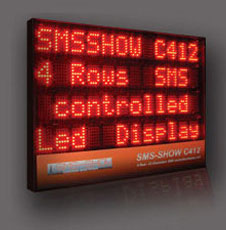 SMSSHOW C412
4 Rows SMS
controlled
Led Display
SMS-SHOW C412